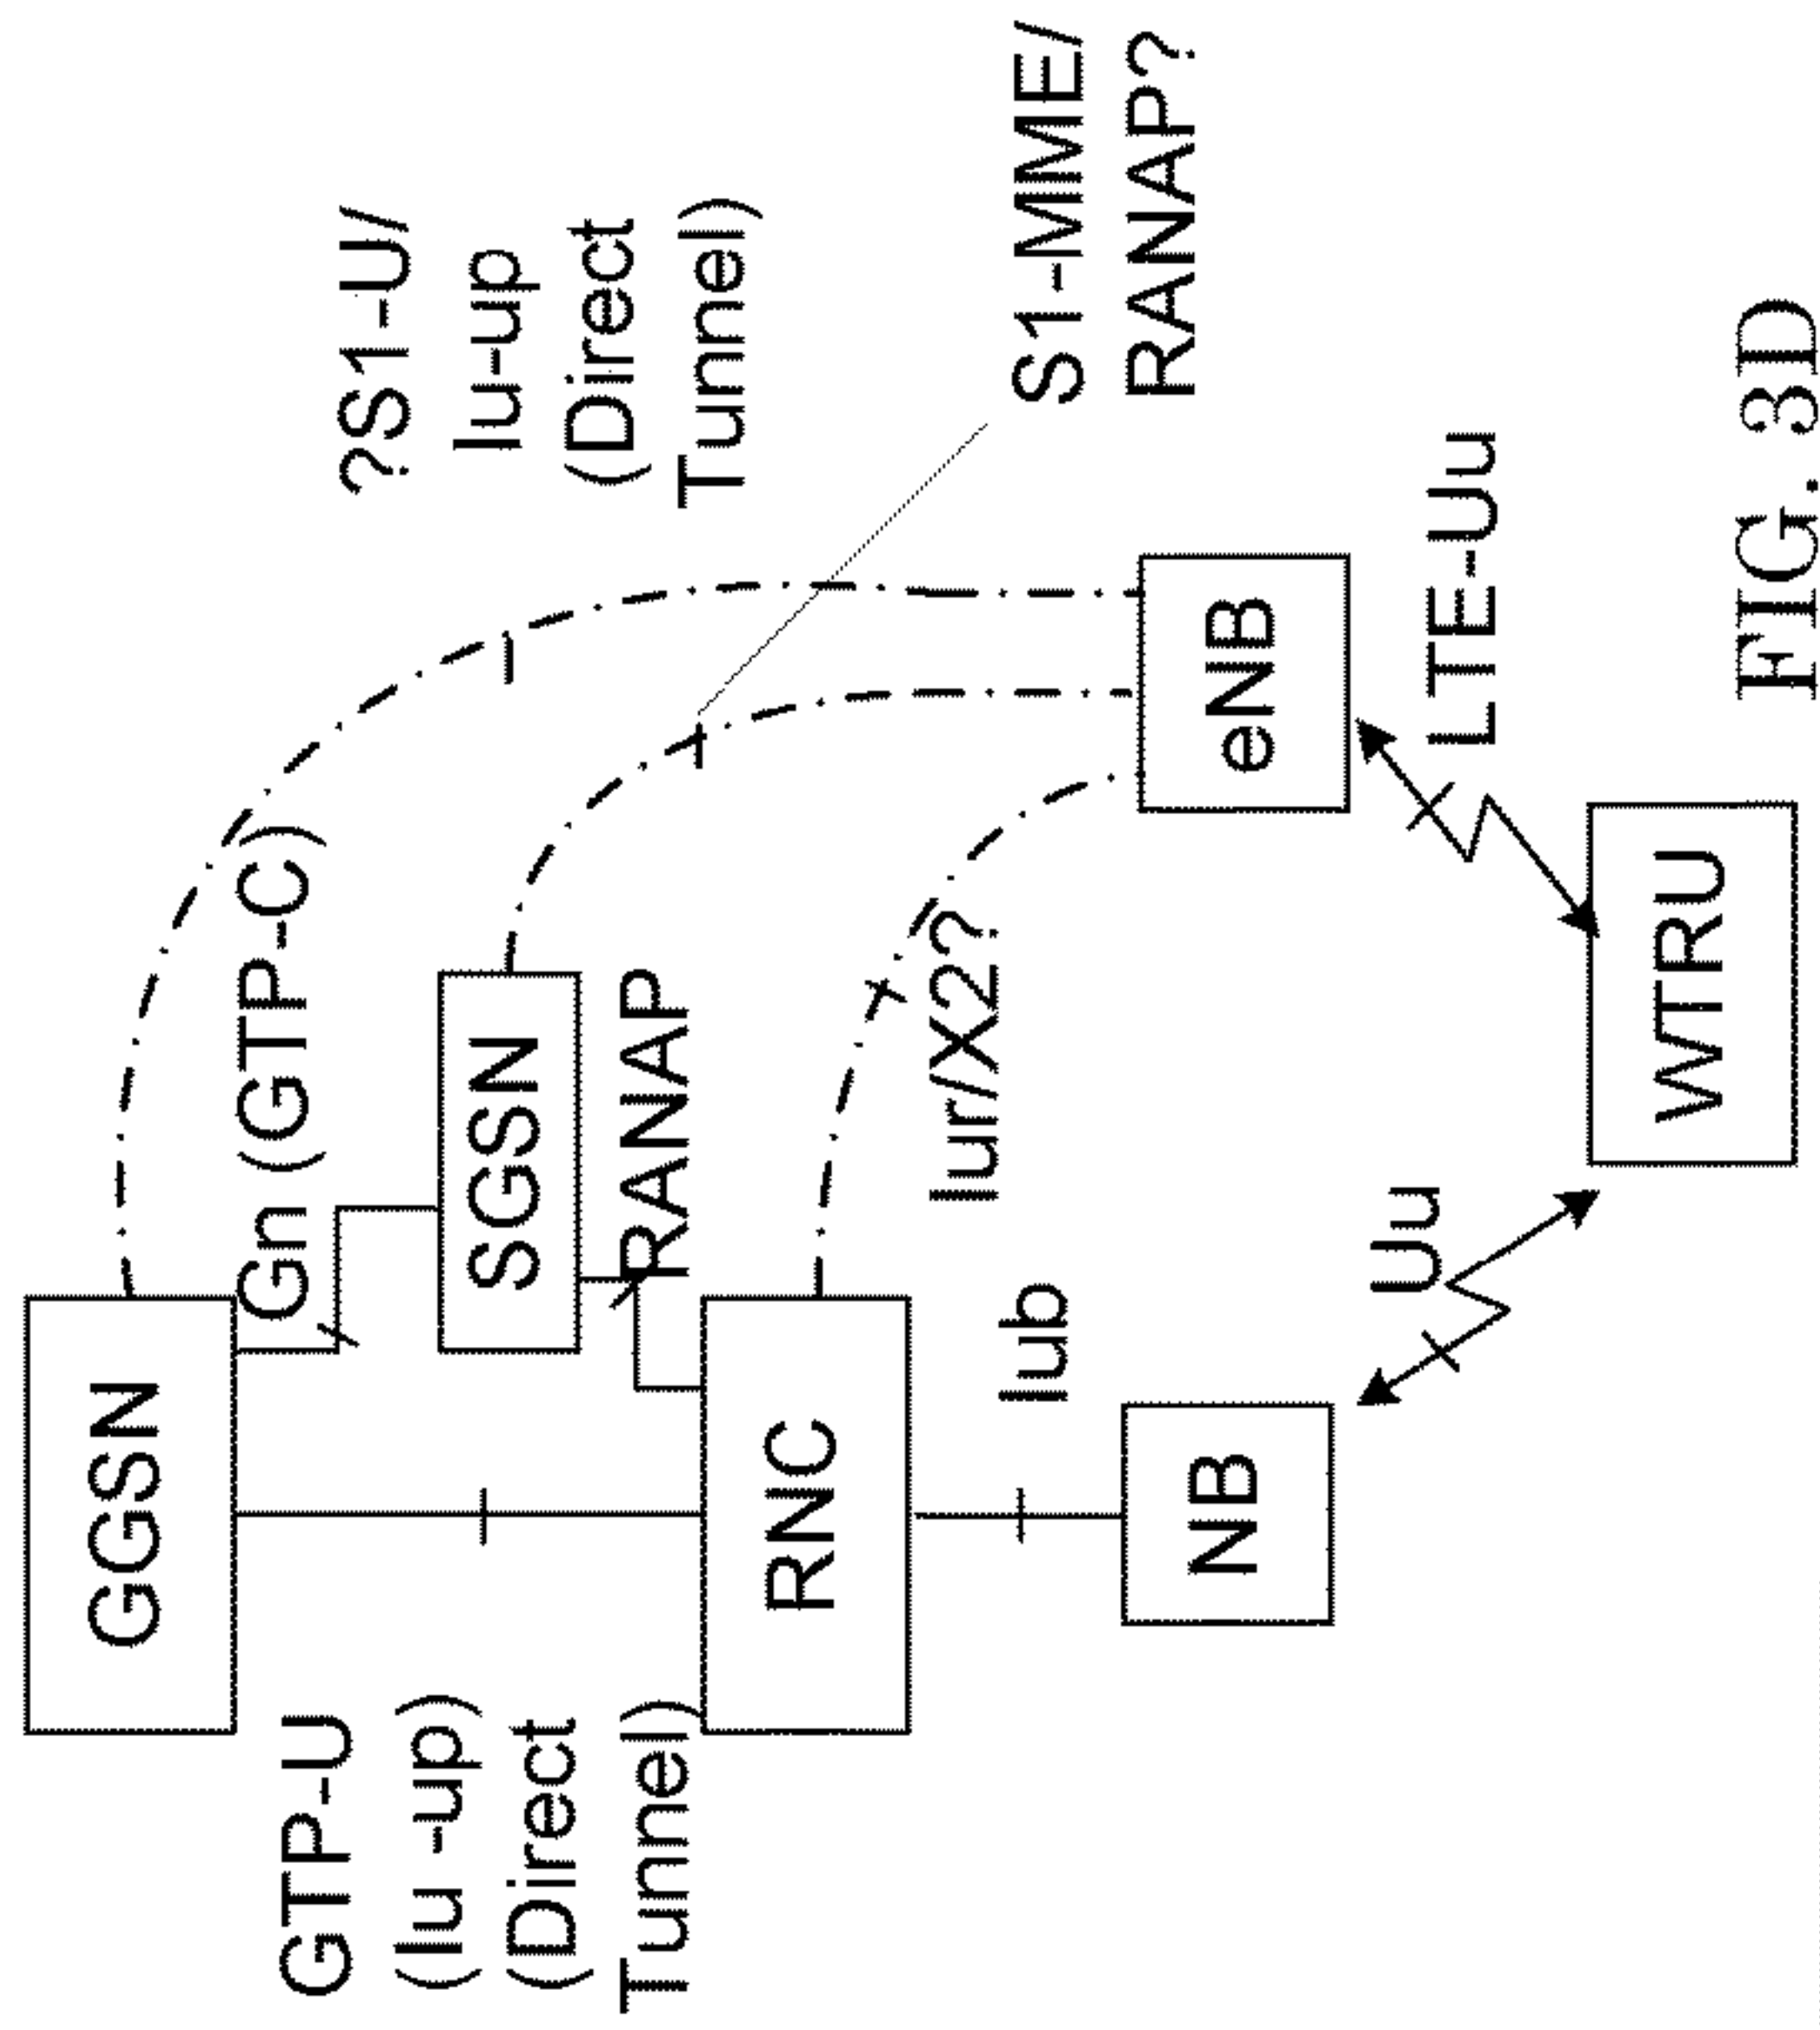 GGSN
GTP-U
(Iu -up)
(Direct
Tunnel)
Gn (GTP-C)
?S1-U/
Iu-up
(Direct
Tunnel)
SGSN
RANAP
RNC
Iur/X2?
S1-MME/
RANAP?
Iub
NB
eNB
Uu
LTE-Uu
WTRU
FIG. 3D